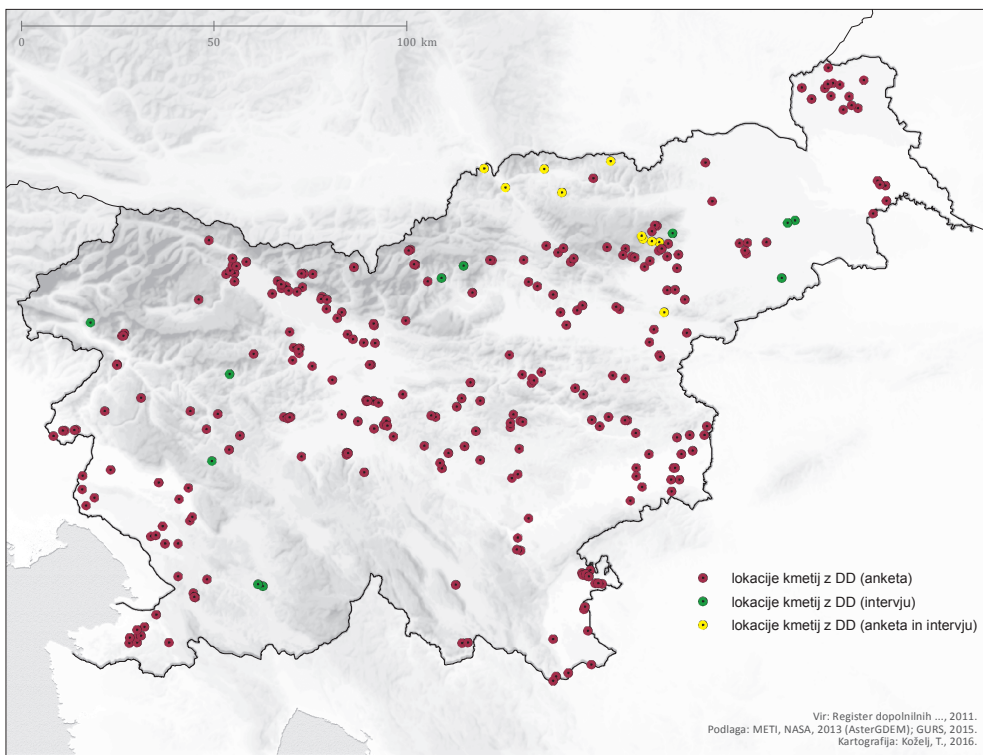 0 50 100 km
lokacije kmetij z DD (anketa)
lokacije kmetij z DD (intervju)
lokacije kmetij z DD (anketa in intervju)
Vir: Register dopolnilnih ..., 2011.
Podlaga: METI, NASA, 2013 (AsterGDEM); GURS, 2015.
Kartografija: Koželj, T., 2016.